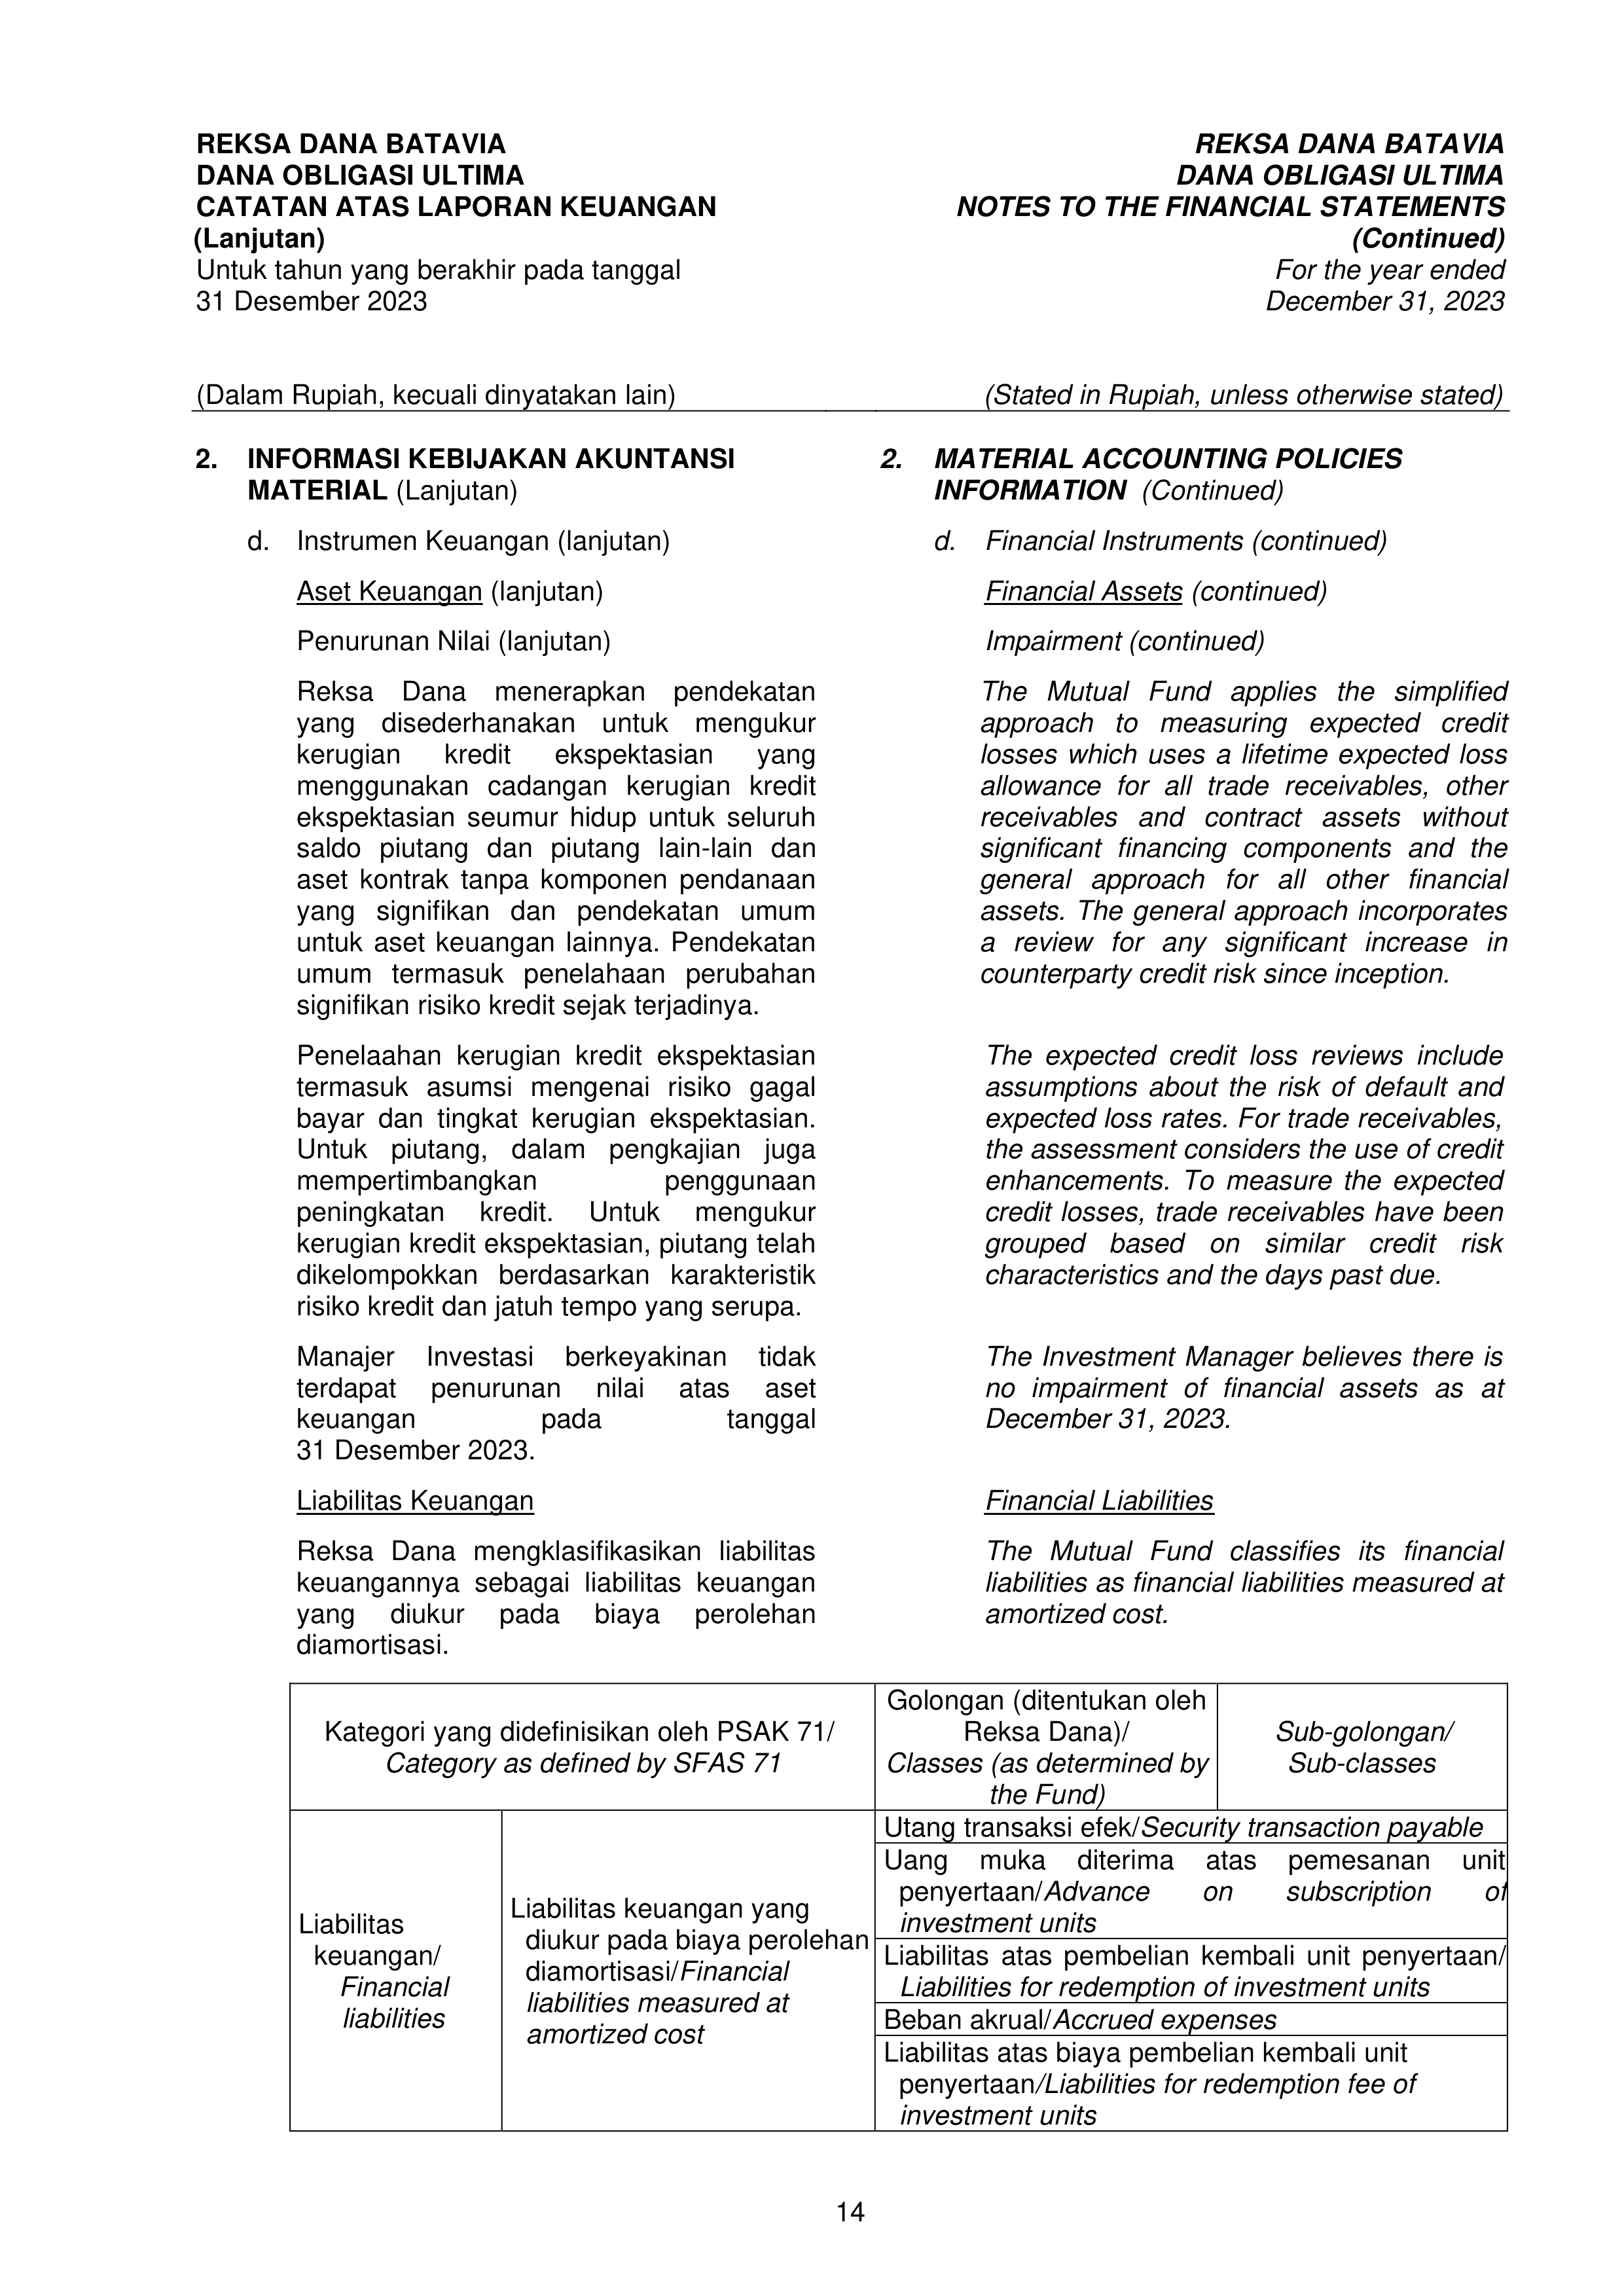 REKSA DANA BATAVIA
DANA OBLIGASI ULTIMA
CATATAN ATAS LAPORAN KEUANGAN
(Lanjutan)
Untuk tahun yang berakhir pada tanggal
31 Desember 2023
REKSA DANA BATAVIA
DANA OBLIGASI ULTIMA
NOTES TO THE FINANCIAL STATEMENTS
(Continued)
For the year ended
December 31, 2023
(Dalam Rupiah, kecuali dinyatakan lain)
(Stated in Rupiah, unless otherwise stated)
2. INFORMASI KEBIJAKAN AKUNTANSI
MATERIAL (Lanjutan)
d. Instrumen Keuangan (lanjutan)
Aset Keuangan (lanjutan)
Penurunan Nilai (lanjutan)
Reksa Dana menerapkan pendekatan
yang disederhanakan untuk mengukur
kerugian kredit ekspektasian yang
menggunakan cadangan kerugian kredit
ekspektasian seumur hidup untuk seluruh
saldo piutang dan piutang lain-lain dan
aset kontrak tanpa komponen pendanaan
yang signifikan dan pendekatan umum
untuk aset keuangan lainnya. Pendekatan
umum termasuk penelahaan perubahan
signifikan risiko kredit sejak terjadinya.
Penelaahan kerugian kredit ekspektasian
termasuk asumsi mengenai risiko gagal
bayar dan tingkat kerugian ekspektasian.
Untuk piutang, dalam pengkajian juga
mempertimbangkan penggunaan
peningkatan kredit. Untuk mengukur
kerugian kredit ekspektasian, piutang telah
dikelompokkan berdasarkan karakteristik
risiko kredit dan jatuh tempo yang serupa.
Manajer Investasi berkeyakinan tidak
terdapat penurunan nilai atas aset
keuangan pada tanggal
31 Desember 2023.
Liabilitas Keuangan
Reksa Dana mengklasifikasikan liabilitas
keuangannya sebagai liabilitas keuangan
yang diukur pada biaya perolehan
diamortisasi.
2. MATERIAL ACCOUNTING POLICIES
INFORMATION (Continued)
d. Financial Instruments (continued)
Financial Assets (continued)
Impairment (continued)
The Mutual Fund applies the simplified
approach to measuring expected credit
losses which uses a lifetime expected loss
allowance for all trade receivables, other
receivables and contract assets without
significant financing components and the
general approach for all other financial
assets. The general approach incorporates
a review for any significant increase in
counterparty credit risk since inception.
The expected credit loss reviews include
assumptions about the risk of default and
expected loss rates. For trade receivables,
the assessment considers the use of credit
enhancements. To measure the expected
credit losses, trade receivables have been
grouped based on similar credit risk
characteristics and the days past due.
The Investment Manager believes there is
no impairment of financial assets as at
December 31, 2023.
Financial Liabilities
The Mutual Fund classifies its financial
liabilities as financial liabilities measured at
amortized cost.
Kategori yang didefinisikan oleh PSAK 71/
Category as defined by SFAS 71
Golongan (ditentukan oleh
Reksa Dana)/
Classes (as determined by
the Fund)
Sub-golongan/
Sub-classes
Liabilitas
keuangan/
Financial
liabilities
Liabilitas keuangan yang
diukur pada biaya perolehan
diamortisasi/Financial
liabilities measured at
amortized cost
Utang transaksi efek/Security transaction payable
Uang muka diterima atas pemesanan unit
penyertaan/Advance on subscription of
investment units
Liabilitas atas pembelian kembali unit penyertaan/
Liabilities for redemption of investment units
Beban akrual/Accrued expenses
Liabilitas atas biaya pembelian kembali unit
penyertaan/Liabilities for redemption fee of
investment units
14